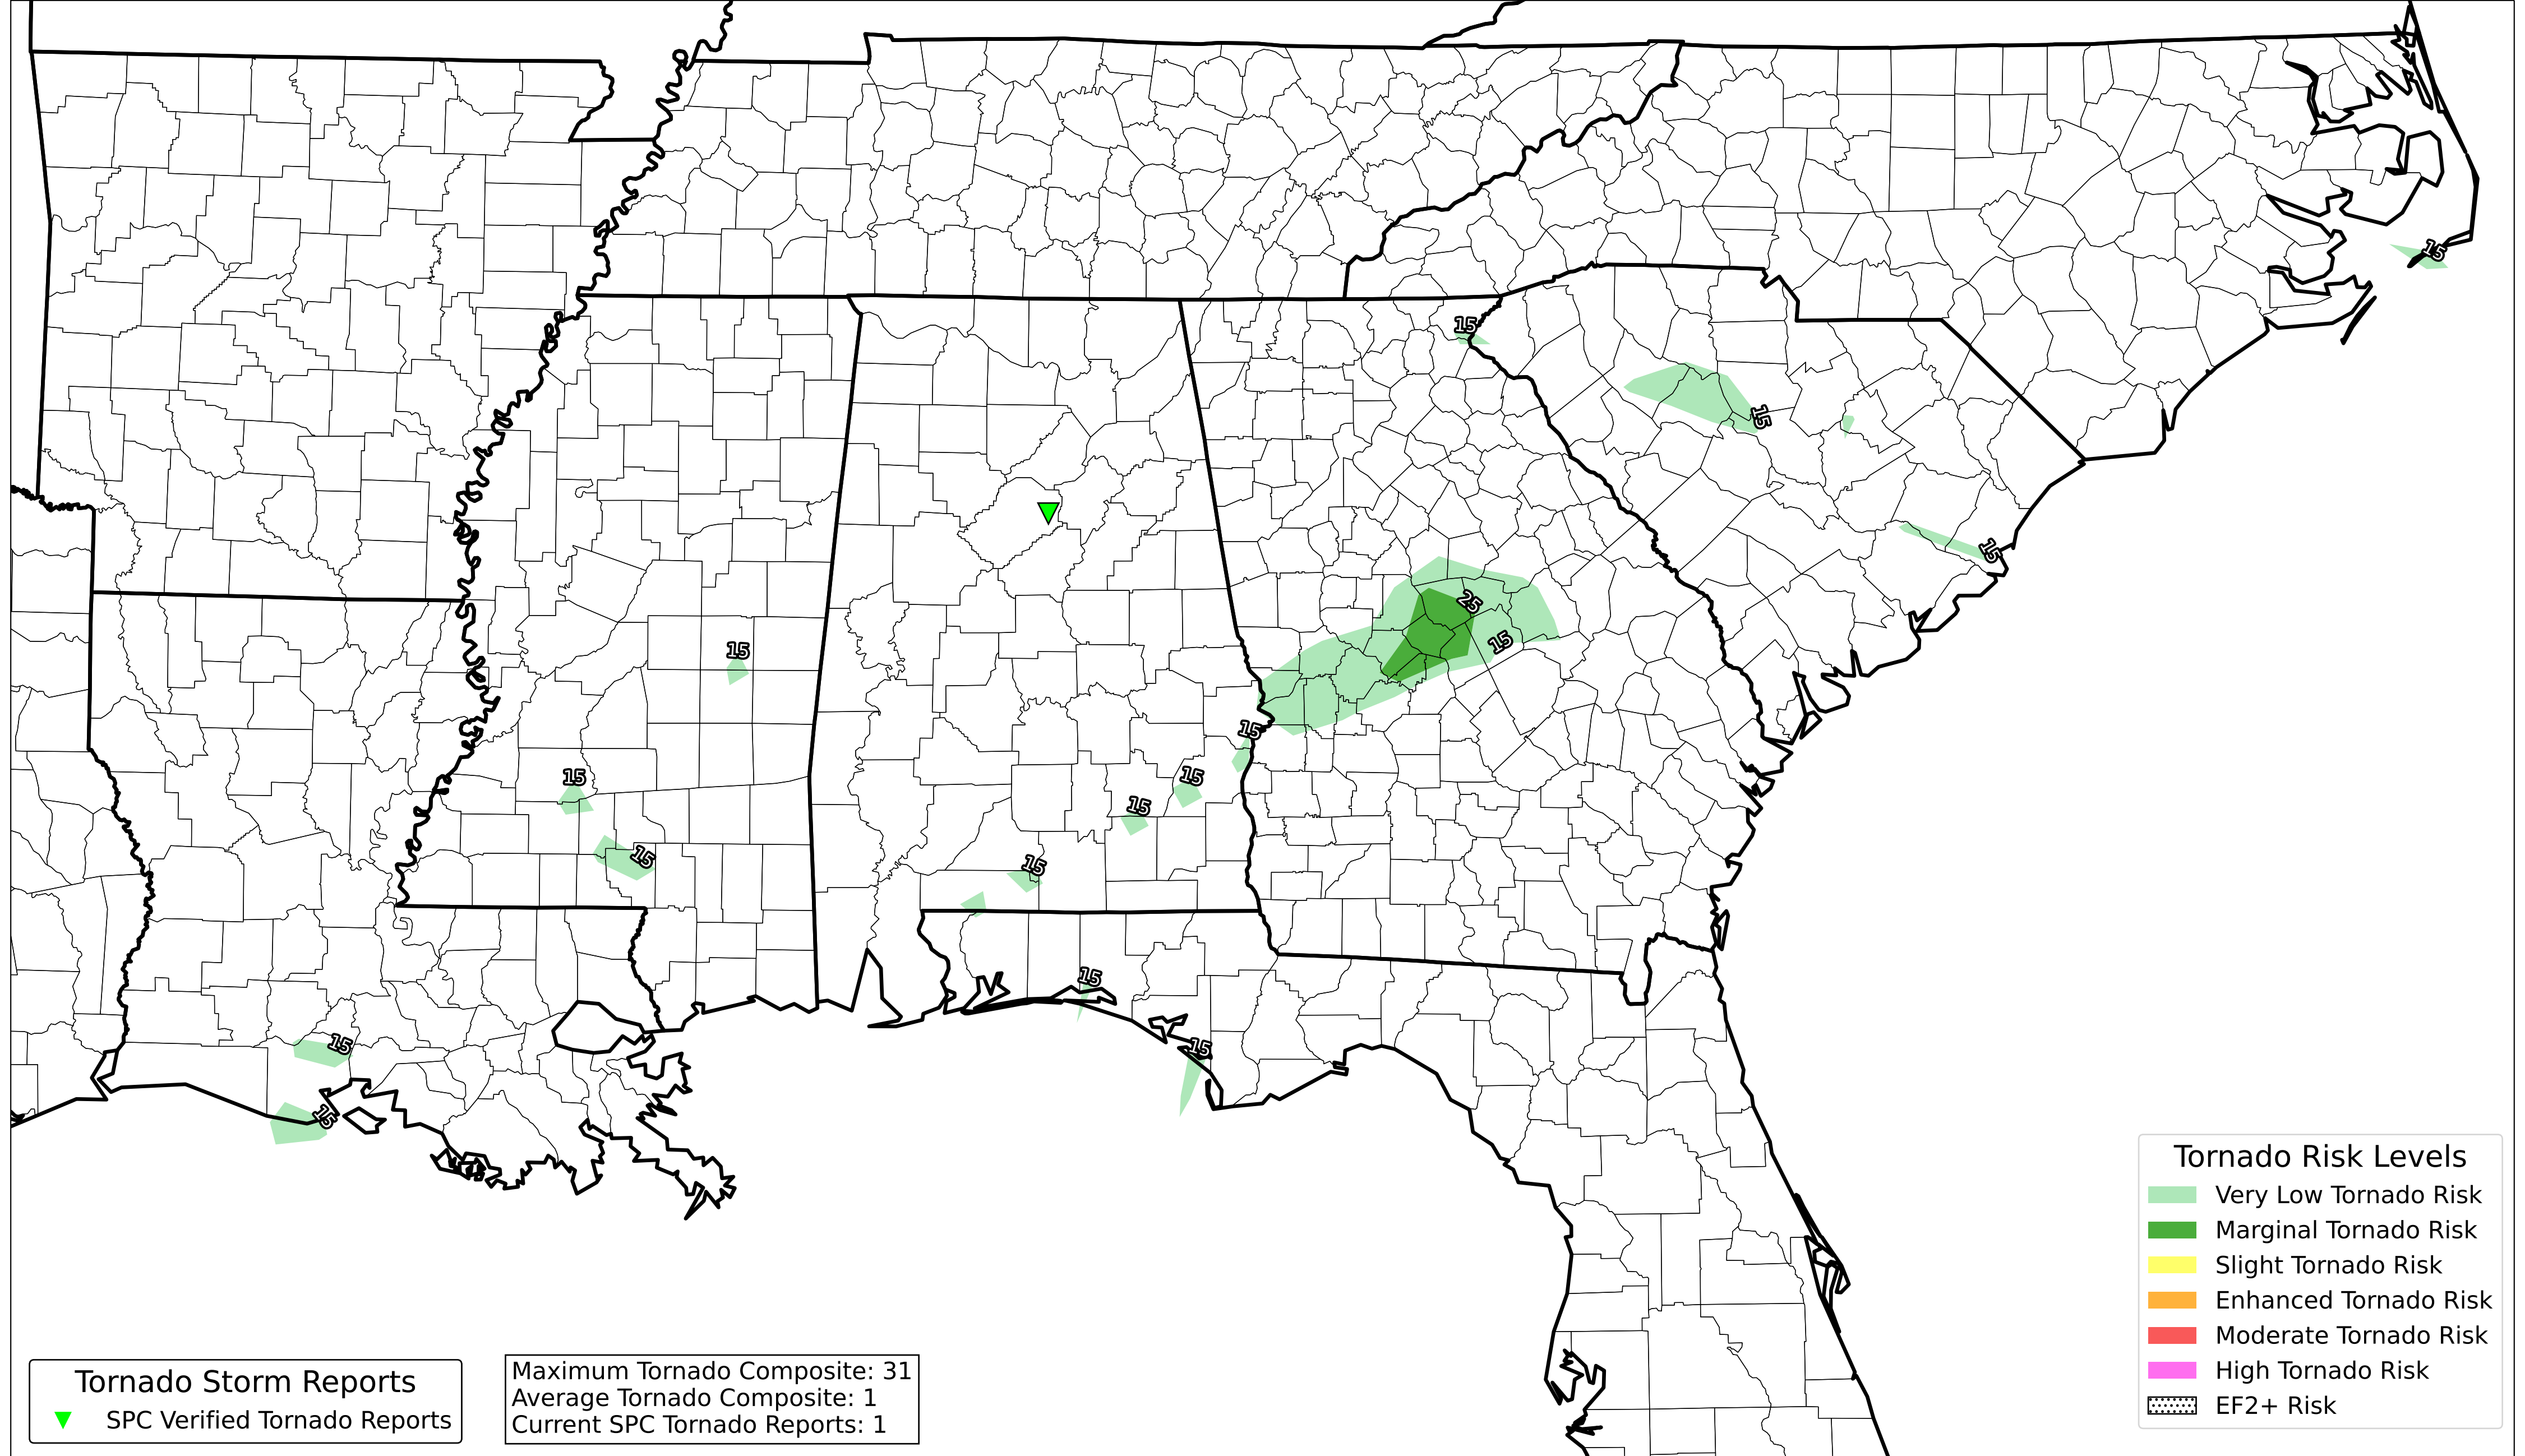 15
15
15
15
25
15
15
15
15
15
15
15
15
15
15
15
15
15
Tornado Risk Levels
Very Low Tornado Risk
Marginal Tornado Risk
Slight Tornado Risk
Enhanced Tornado Risk
Moderate Tornado Risk
High Tornado Risk
EF2+ Risk
Tornado Storm Reports
SPC Verified Tornado Reports
Maximum Tornado Composite: 31
Average Tornado Composite: 1
Current SPC Tornado Reports: 1